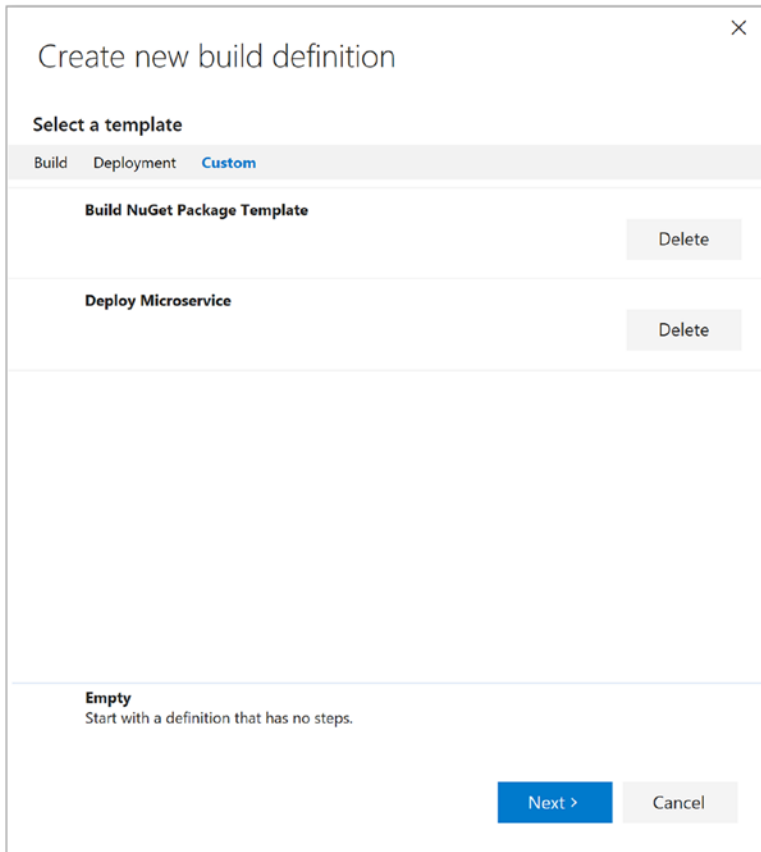 Create new build definition
Select a template
Build Deployment Custom
Build NuGet Package Template
Delete
Deploy Microservice
Delete
Empty
Start with a definition that has no steps.
Next >
Cancel